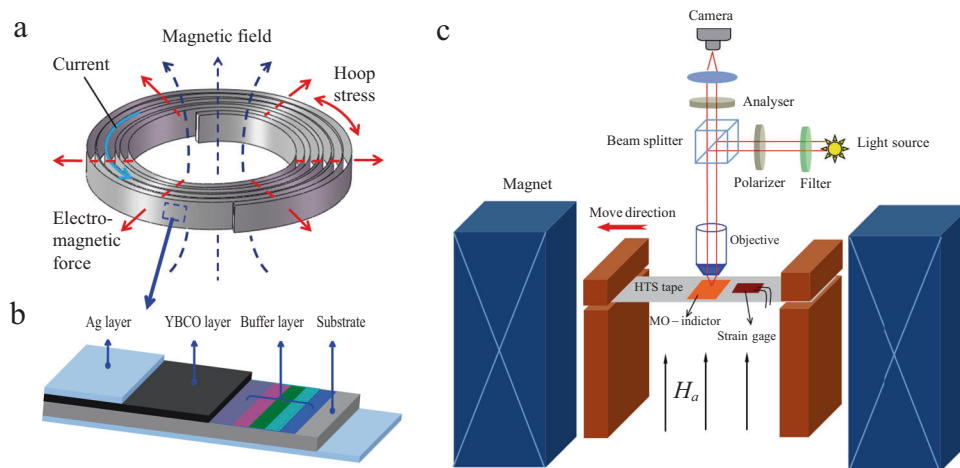 a
Magnetic field
Current
Hoop
stress
Electro-
magnetic
force
b
Ag layer
YBCO layer
Buffer layer
Substrate
c
Camera
Analyser
Beam splitter
Light source
Polarizer
Filter
Magnet
Move direction
Objective
HTS tape
MO – indictor
Strain gage
Hₐ